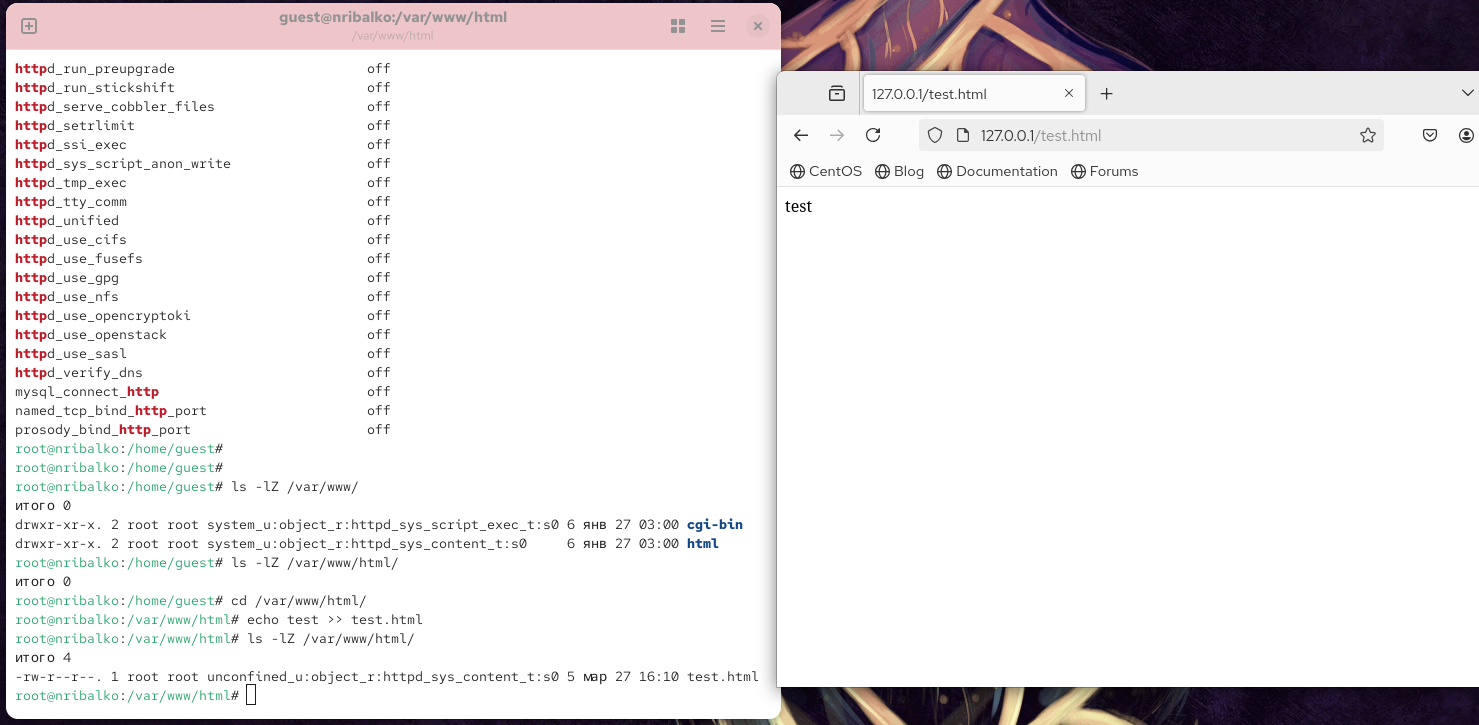 guest@nribalko:/var/www/html
/var/www/html
httpd_run_preupgrade off
httpd_run_stickshift off
httpd_serve_cobbler_files off
httpd_setrlimit off
httpd_ssi_exec off
httpd_sys_script_anon_write off
httpd_tmp_exec off
httpd_tty_comm off
httpd_unified off
httpd_use_cifs off
httpd_use_fusefs off
httpd_use_gpg off
httpd_use_nfs off
httpd_use_opencryptoki off
httpd_use_openstack off
httpd_use_sasl off
httpd_verify_dns off
mysql_connect_http off
named_tcp_bind_http_port off
prosody_bind_http_port off
root@nribalko:/home/guest#
root@nribalko:/home/guest#
root@nribalko:/home/guest# ls -lZ /var/www/
итого 0
drwxr-xr-x. 2 root root system_u:object_r:httpd_sys_script_exec_t:s0 6 янв 27 03:00 cgi-bin
drwxr-xr-x. 2 root root system_u:object_r:httpd_sys_content_t:s0 6 янв 27 03:00 html
root@nribalko:/home/guest# ls -lZ /var/www/html/
итого 0
root@nribalko:/home/guest# cd /var/www/html/
root@nribalko:/var/www/html# echo test >> test.html
root@nribalko:/var/www/html# ls -lZ /var/www/html/
итого 4
-rw-r--r--. 1 root root unconfined_u:object_r:httpd_sys_content_t:s0 5 мар 27 16:10 test.html
root@nribalko:/var/www/html#
127.0.0.1/test.html
127.0.0.1/test.html
CentOS Blog Documentation Forums
test